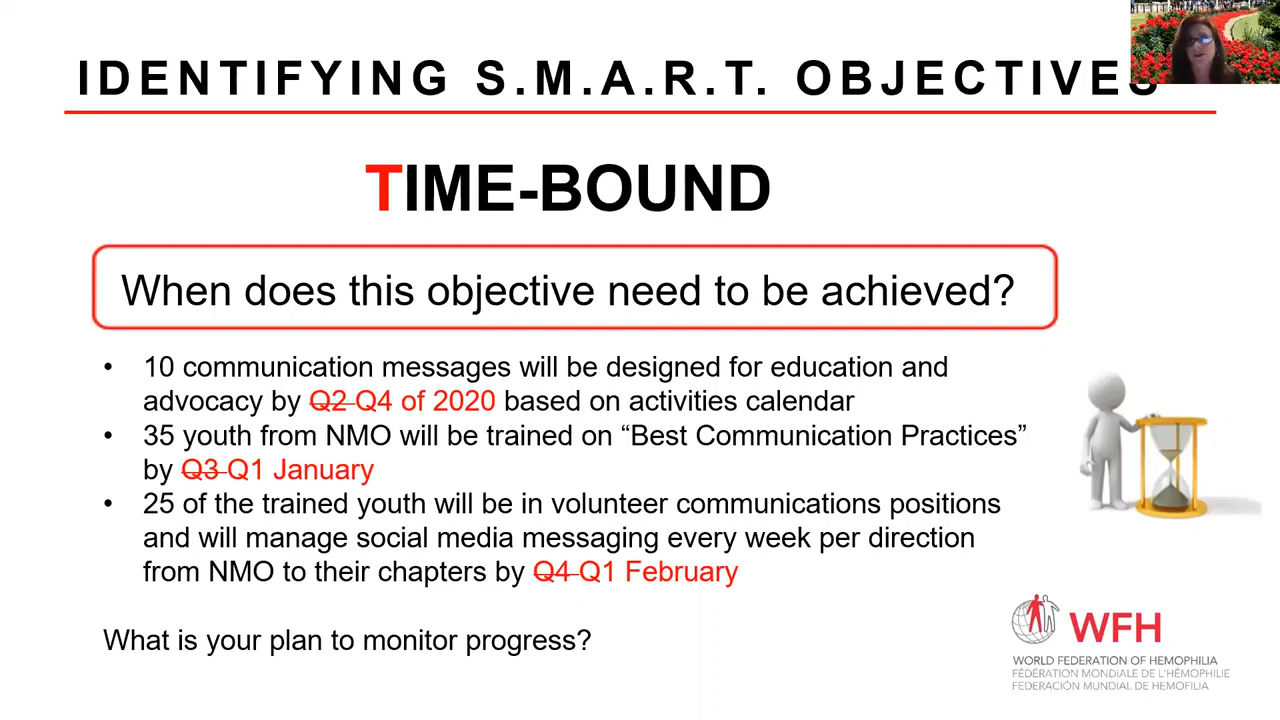 IDENTIFYING S.M.A.R.T. OBJECTIVES
TIME-BOUND
When does this objective need to be achieved?
• 10 communication messages will be designed for education and
advocacy by Q2 Q4 of 2020 based on activities calendar
• 35 youth from NMO will be trained on “Best Communication Practices”
by Q3 Q1 January
• 25 of the trained youth will be in volunteer communications positions
and will manage social media messaging every week per direction
from NMO to their chapters by Q4 Q1 February
What is your plan to monitor progress?
WFH
WORLD FEDERATION OF HEMOPHILIA
FÉDÉRATION MONDIALE DE L'HÉMOPHILIE
FEDERACIÓN MUNDIAL DE HEMOFILIA